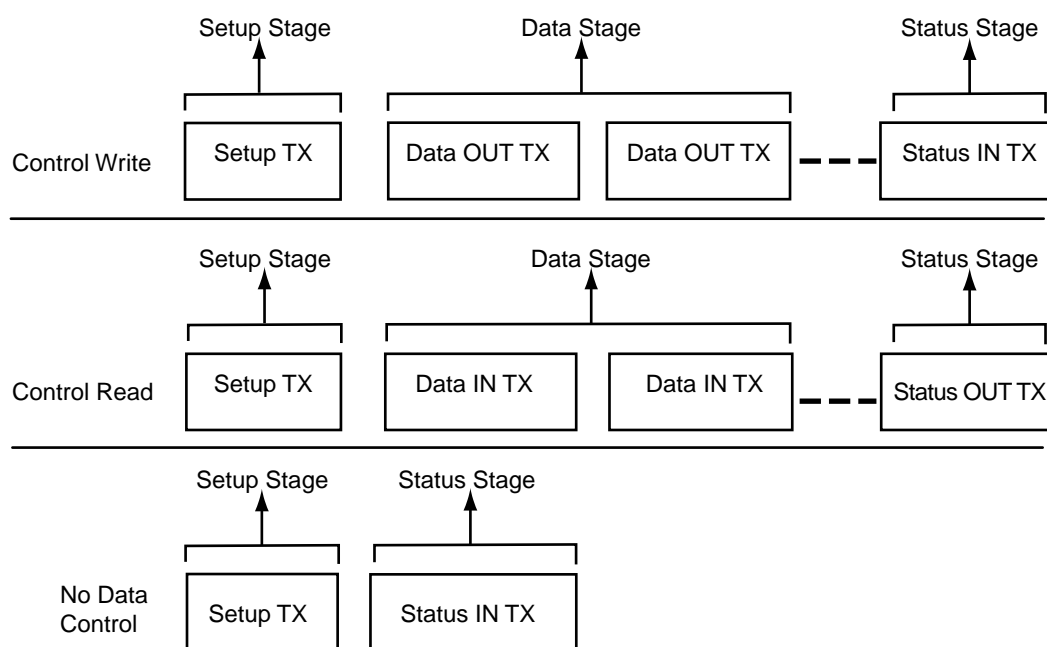 Setup Stage Data Stage Status Stage
Control Write Setup TX Data OUT TX Data OUT TX Status IN TX
Setup Stage Data Stage Status Stage
Control Read Setup TX Data IN TX Data IN TX Status OUT TX
Setup Stage Status Stage
No Data
Control
Setup TX Status IN TX